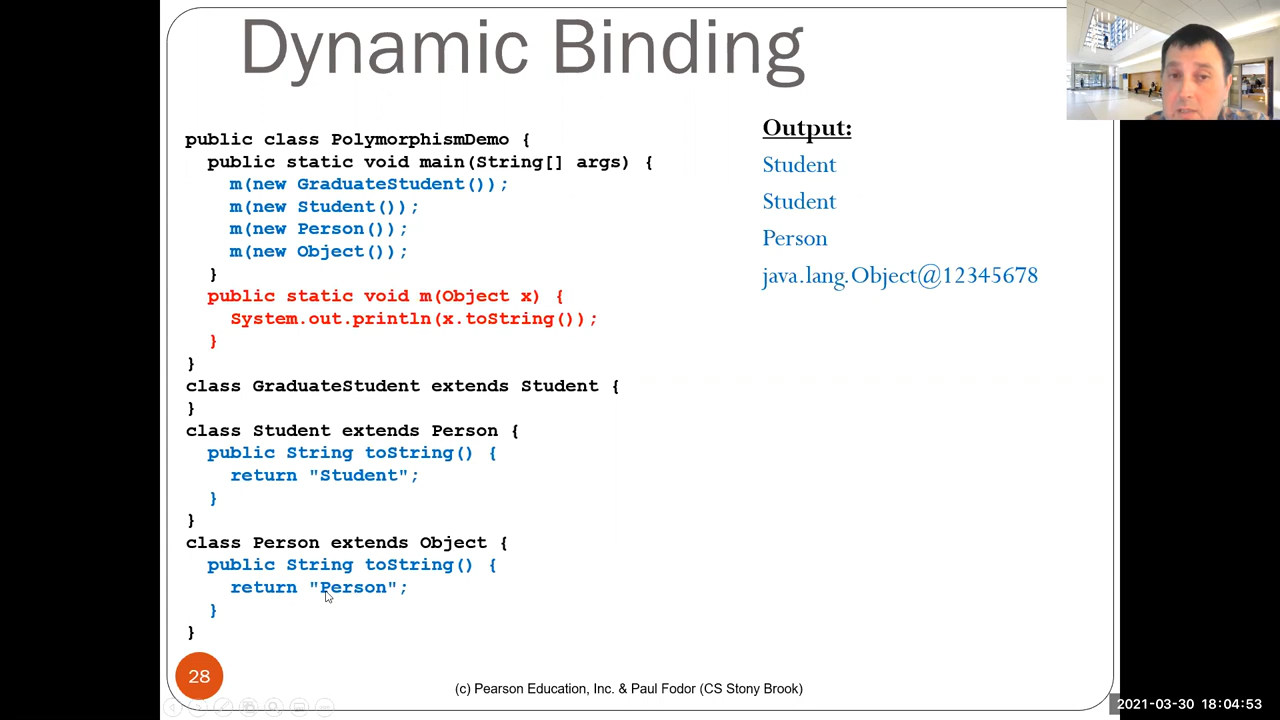 Dynamic Binding
public class PolymorphismDemo {
  public static void main(String[] args) {
    m(new GraduateStudent());
    m(new Student());
    m(new Person());
    m(new Object());
  }
  public static void m(Object x) {
    System.out.println(x.toString());
  }
}
class GraduateStudent extends Student {
}
class Student extends Person {
  public String toString() {
    return "Student";
  }
}
class Person extends Object {
  public String toString() {
    return "Person";
  }
}
Output:
Student
Student
Person
java.lang.Object@12345678
28
(c) Pearson Education, Inc. & Paul Fodor (CS Stony Brook)
2021-03-30 18:04:53